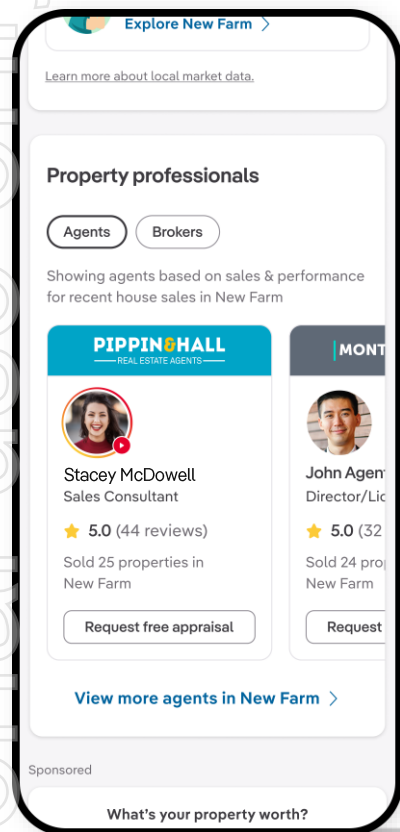 Explore New Farm
Learn more about local market data.
Property professionals
Agents
Brokers
Showing agents based on sales & performance
for recent house sales in New Farm
PIPPIN&HALL
REAL ESTATE AGENTS
Stacey McDowell
Sales Consultant
5.0 (44 reviews)
Sold 25 properties in
New Farm
Request free appraisal
MONT
John Agen
Director/Lic
5.0 (32
Sold 24 pro
New Farm
Request
View more agents in New Farm
Sponsored
What's your property worth?